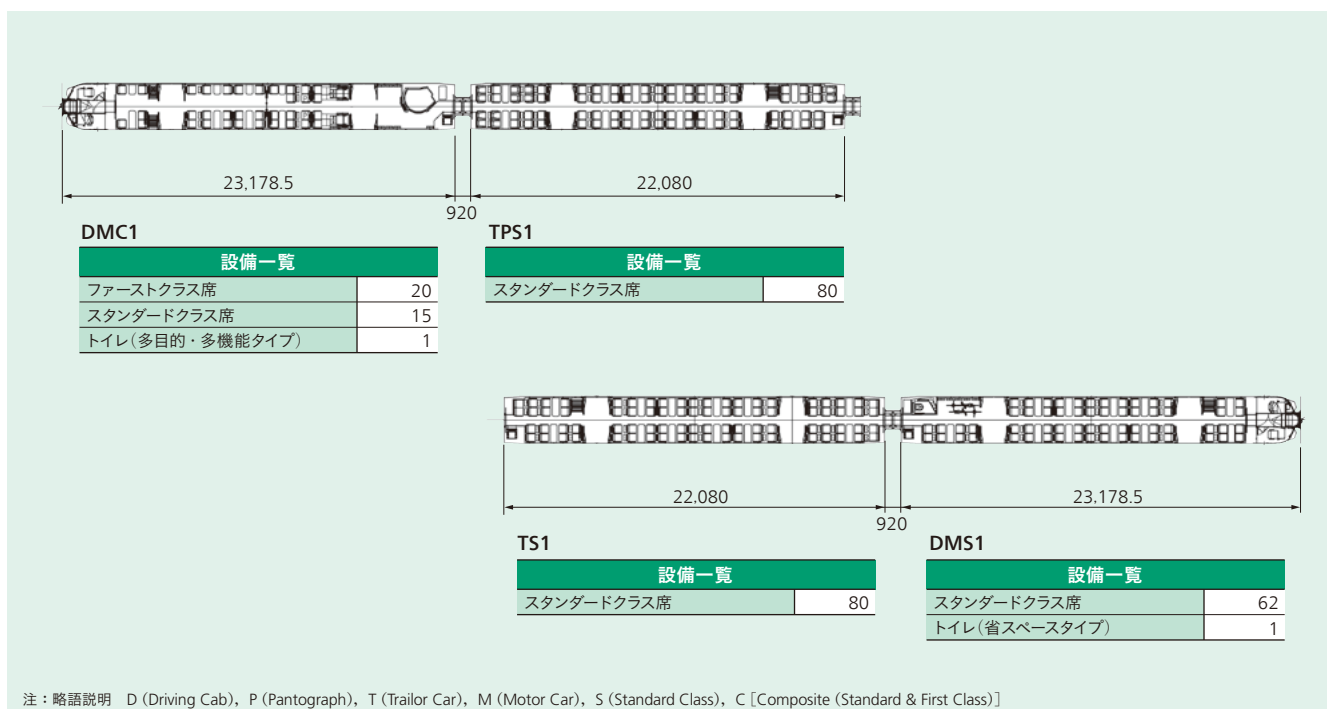 23,178.5
22,080
920
DMC1
設備一覧
ファーストクラス席 20
スタンダードクラス席 15
トイレ(多目的・多機能タイプ) 1
TPS1
設備一覧
スタンダードクラス席 80
22,080
23,178.5
920
TS1
設備一覧
スタンダードクラス席 80
DMS1
設備一覧
スタンダードクラス席 62
トイレ(省スペースタイプ) 1
注:略語説明 D (Driving Cab), P (Pantograph), T (Trailor Car), M (Motor Car), S (Standard Class), C [Composite (Standard & First Class)]